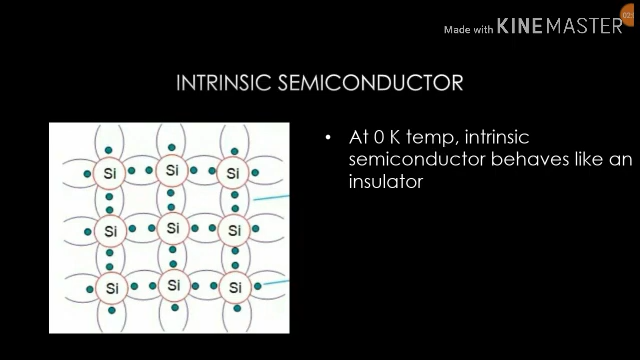 Made with KINEMASTER
INTRINSIC SEMICONDUCTOR
• At 0 K temp, intrinsic
semiconductor behaves like an
insulator
Si Si Si
Si Si Si
Si Si Si